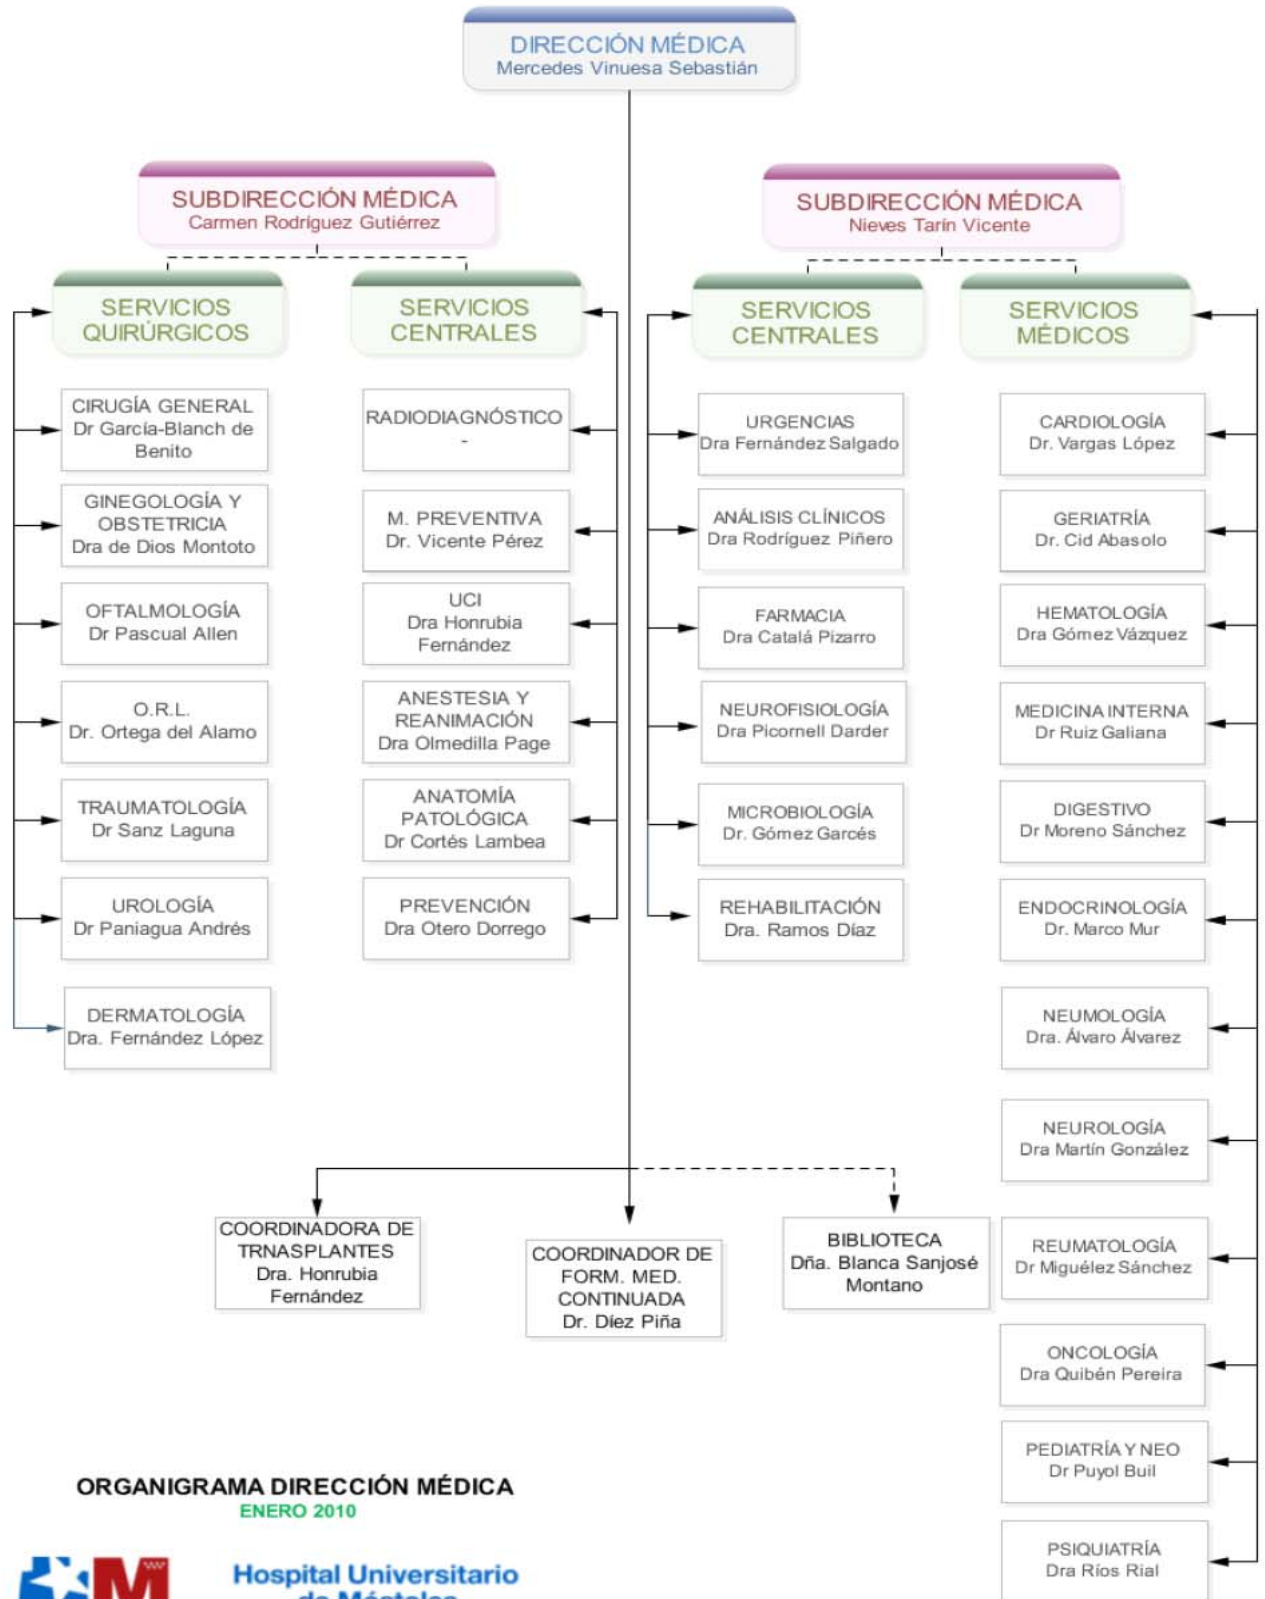 DIRECCIÓN MÉDICA
Mercedes Vinuesa Sebastián
SUBDIRECCIÓN MÉDICA
Carmen Rodríguez Gutiérrez
SUBDIRECCIÓN MÉDICA
Nieves Tarín Vicente
SERVICIOS
QUIRÚRGICOS
SERVICIOS
CENTRALES
SERVICIOS
CENTRALES
SERVICIOS
MÉDICOS
CIRUGÍA GENERAL
Dr García-Blanch de
Benito
GINEGOLOGÍA Y
OBSTETRICIA
Dra de Dios Montoto
OFTALMOLOGÍA
Dr Pascual Allen
O.R.L.
Dr. Ortega del Alamo
TRAUMATOLOGÍA
Dr Sanz Laguna
UROLOGÍA
Dr Paniagua Andrés
DERMATOLOGÍA
Dra. Fernández López
RADIODIAGNÓSTICO
-
M. PREVENTIVA
Dr. Vicente Pérez
UCI
Dra Honrubia
Fernández
ANESTESIA Y
REANIMACIÓN
Dra Olmedilla Page
ANATOMÍA
PATOLÓGICA
Dr Cortés Lambea
PREVENCIÓN
Dra Otero Dorrego
URGENCIAS
Dra Fernández Salgado
ANÁLISIS CLÍNICOS
Dra Rodríguez Piñero
FARMACIA
Dra Catalá Pizarro
NEUROFISIOLOGÍA
Dra Picornell Darder
MICROBIOLOGÍA
Dr. Gómez Garcés
REHABILITACIÓN
Dra. Ramos Díaz
CARDIOLOGÍA
Dr. Vargas López
GERIATRÍA
Dr. Cid Abasolo
HEMATOLOGÍA
Dra Gómez Vázquez
MEDICINA INTERNA
Dr Ruiz Galiana
DIGESTIVO
Dr Moreno Sánchez
ENDOCRINOLOGÍA
Dr. Marco Mur
NEUMOLOGÍA
Dra. Álvaro Álvarez
NEUROLOGÍA
Dra Martín González
REUMATOLOGÍA
Dr Miguélez Sánchez
ONCOLOGÍA
Dra Quibén Pereira
PEDIATRÍA Y NEO
Dr Puyol Buil
PSIQUIATRÍA
Dra Ríos Rial
COORDINADORA DE
TRNASPLANTES
Dra. Honrubia
Fernández
COORDINADOR DE
FORM. MED.
CONTINUADA
Dr. Díez Piña
BIBLIOTECA
Dña. Blanca Sanjosé
Montano
ORGANIGRAMA DIRECCIÓN MÉDICA
ENERO 2010
M
Hospital Universitario
de Móstoles